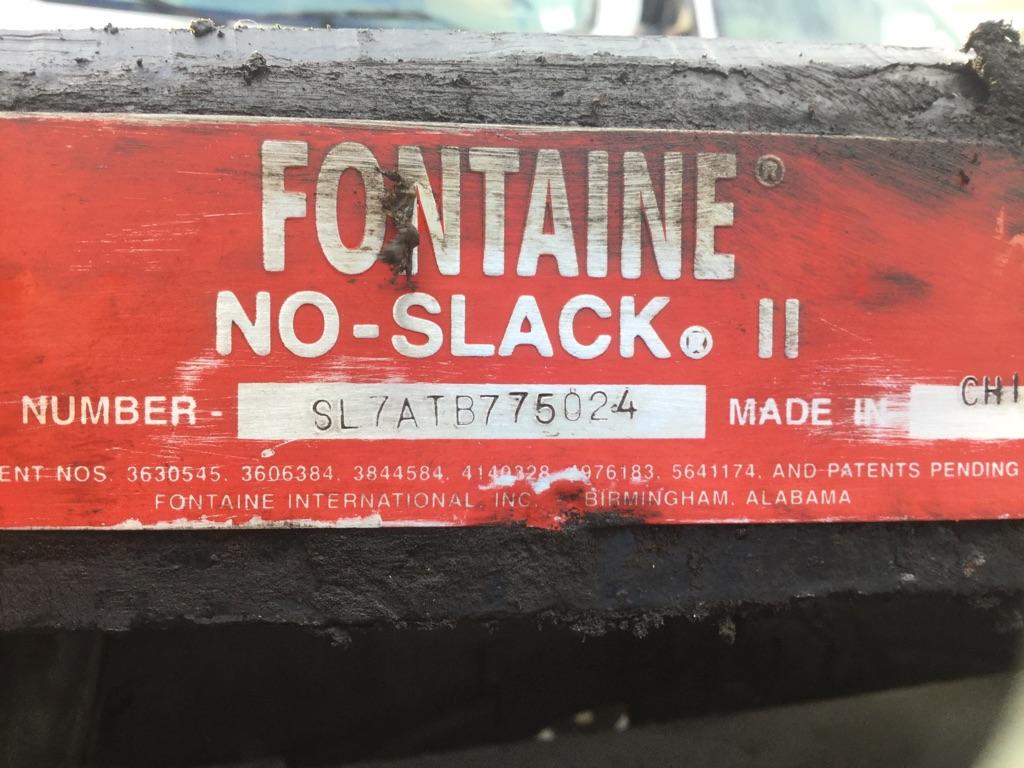 FONTAINE®
NO-SLACK® II
NUMBER - SL7ATB775024 MADE IN CHI
ENT NOS. 3630545, 3606384, 3844584, 4140328, 4976183, 5641174, AND PATENTS PENDING
FONTAINE INTERNATIONAL, INC. BIRMINGHAM, ALABAMA